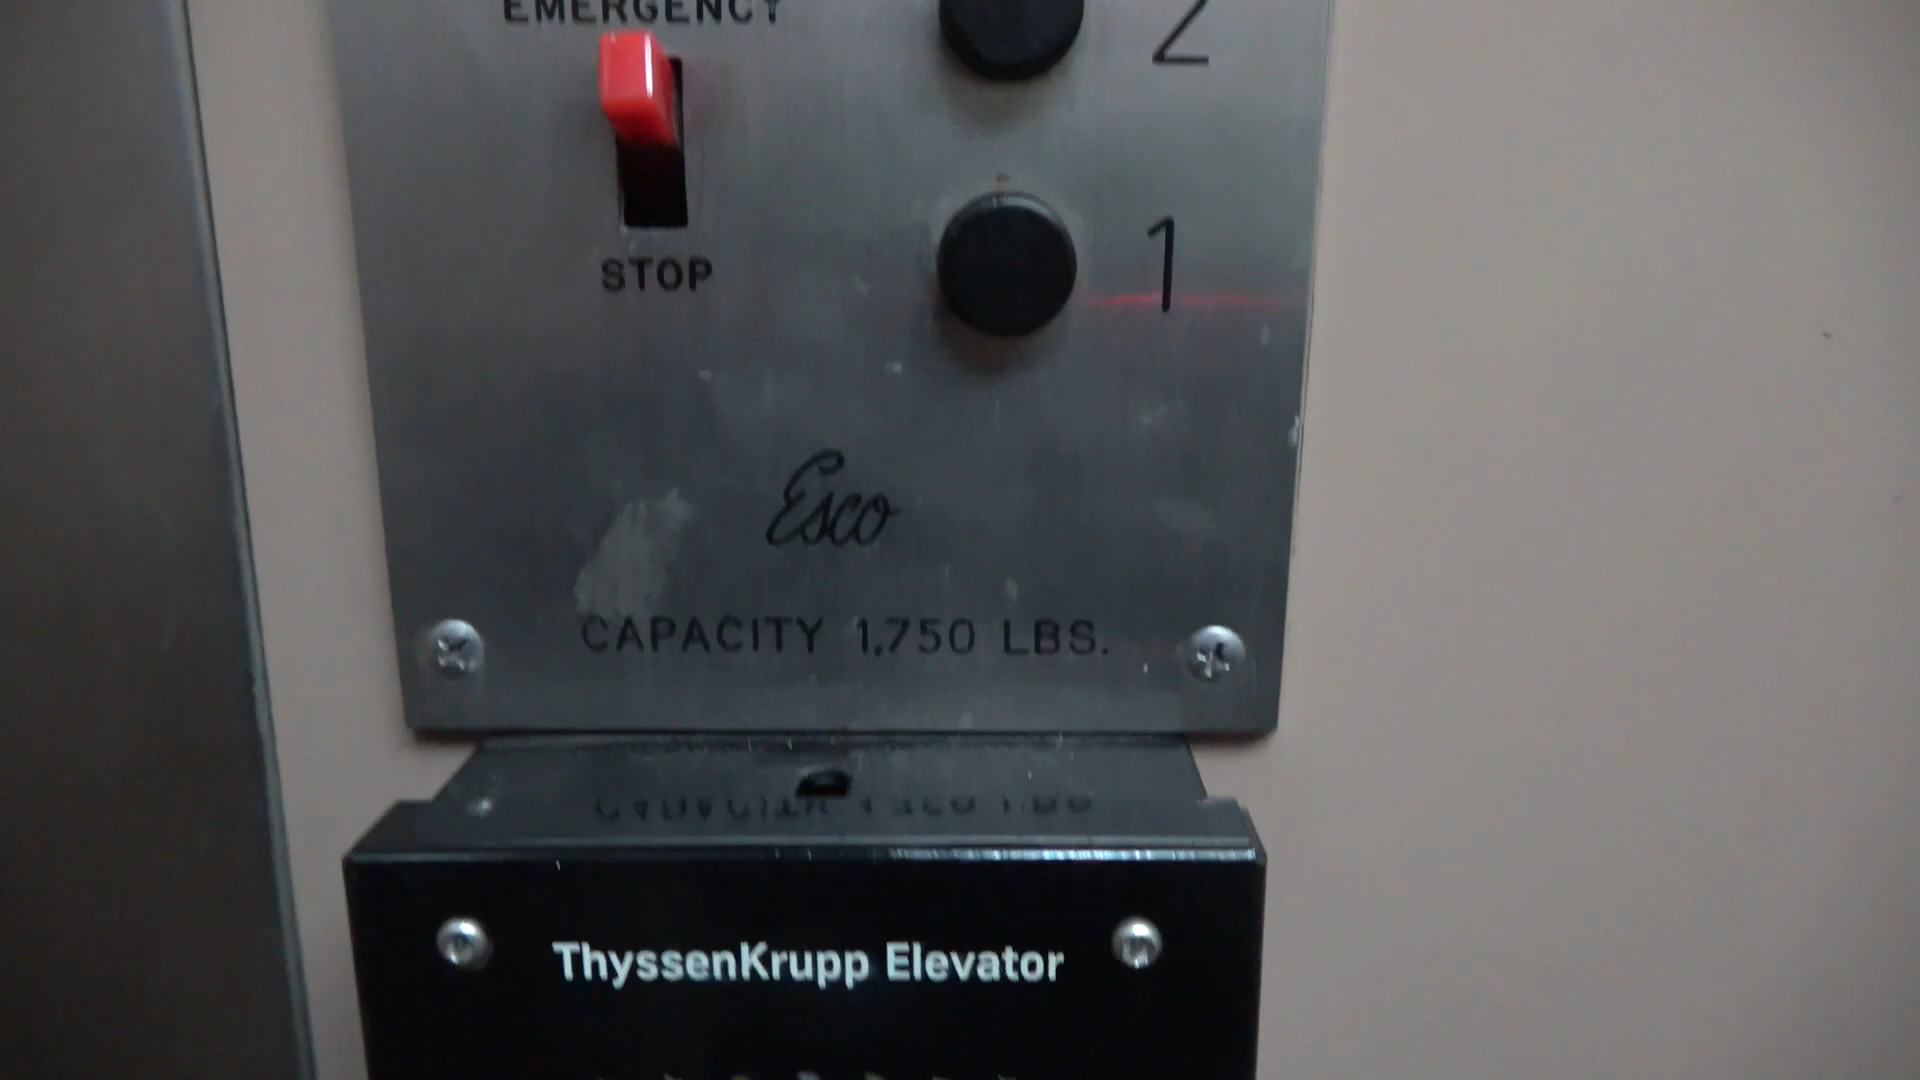 EMERGENCY
2
STOP
1
Esco
CAPACITY 1,750 LBS.
ThyssenKrupp Elevator